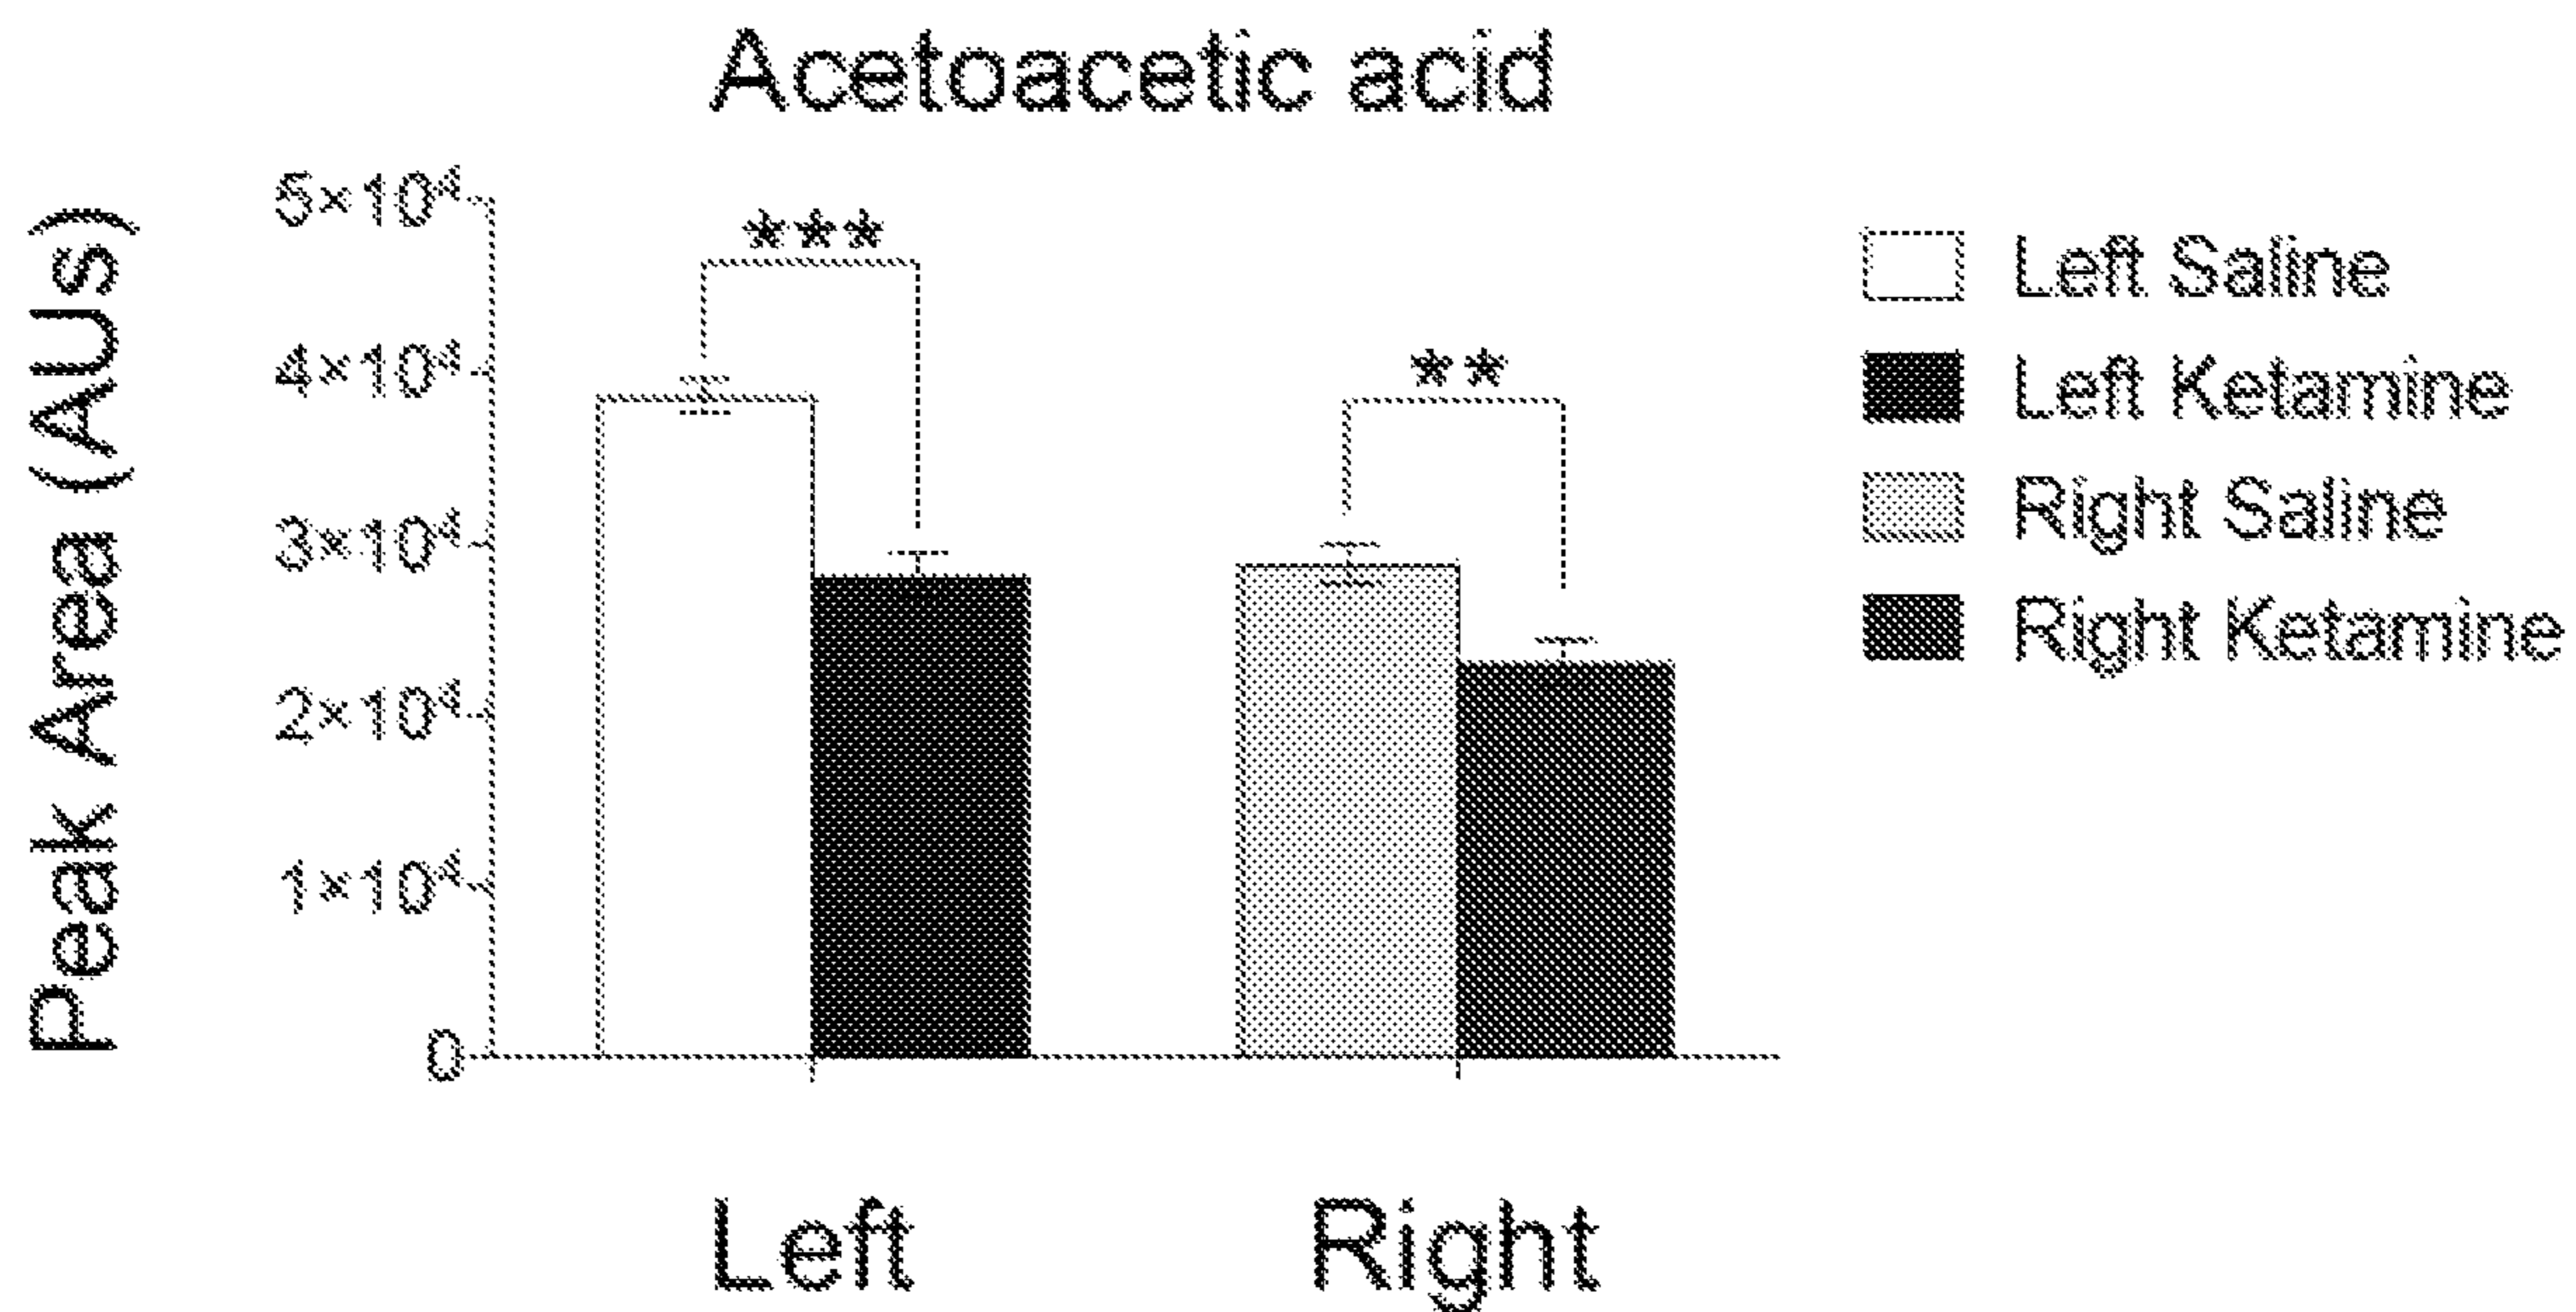 Acetoacetic acid
Peak Area (AUs)
5×10⁴
4×10⁴
3×10⁴
2×10⁴
1×10⁴
0
***
**
Left
Right
Left Saline
Left Ketamine
Right Saline
Right Ketamine